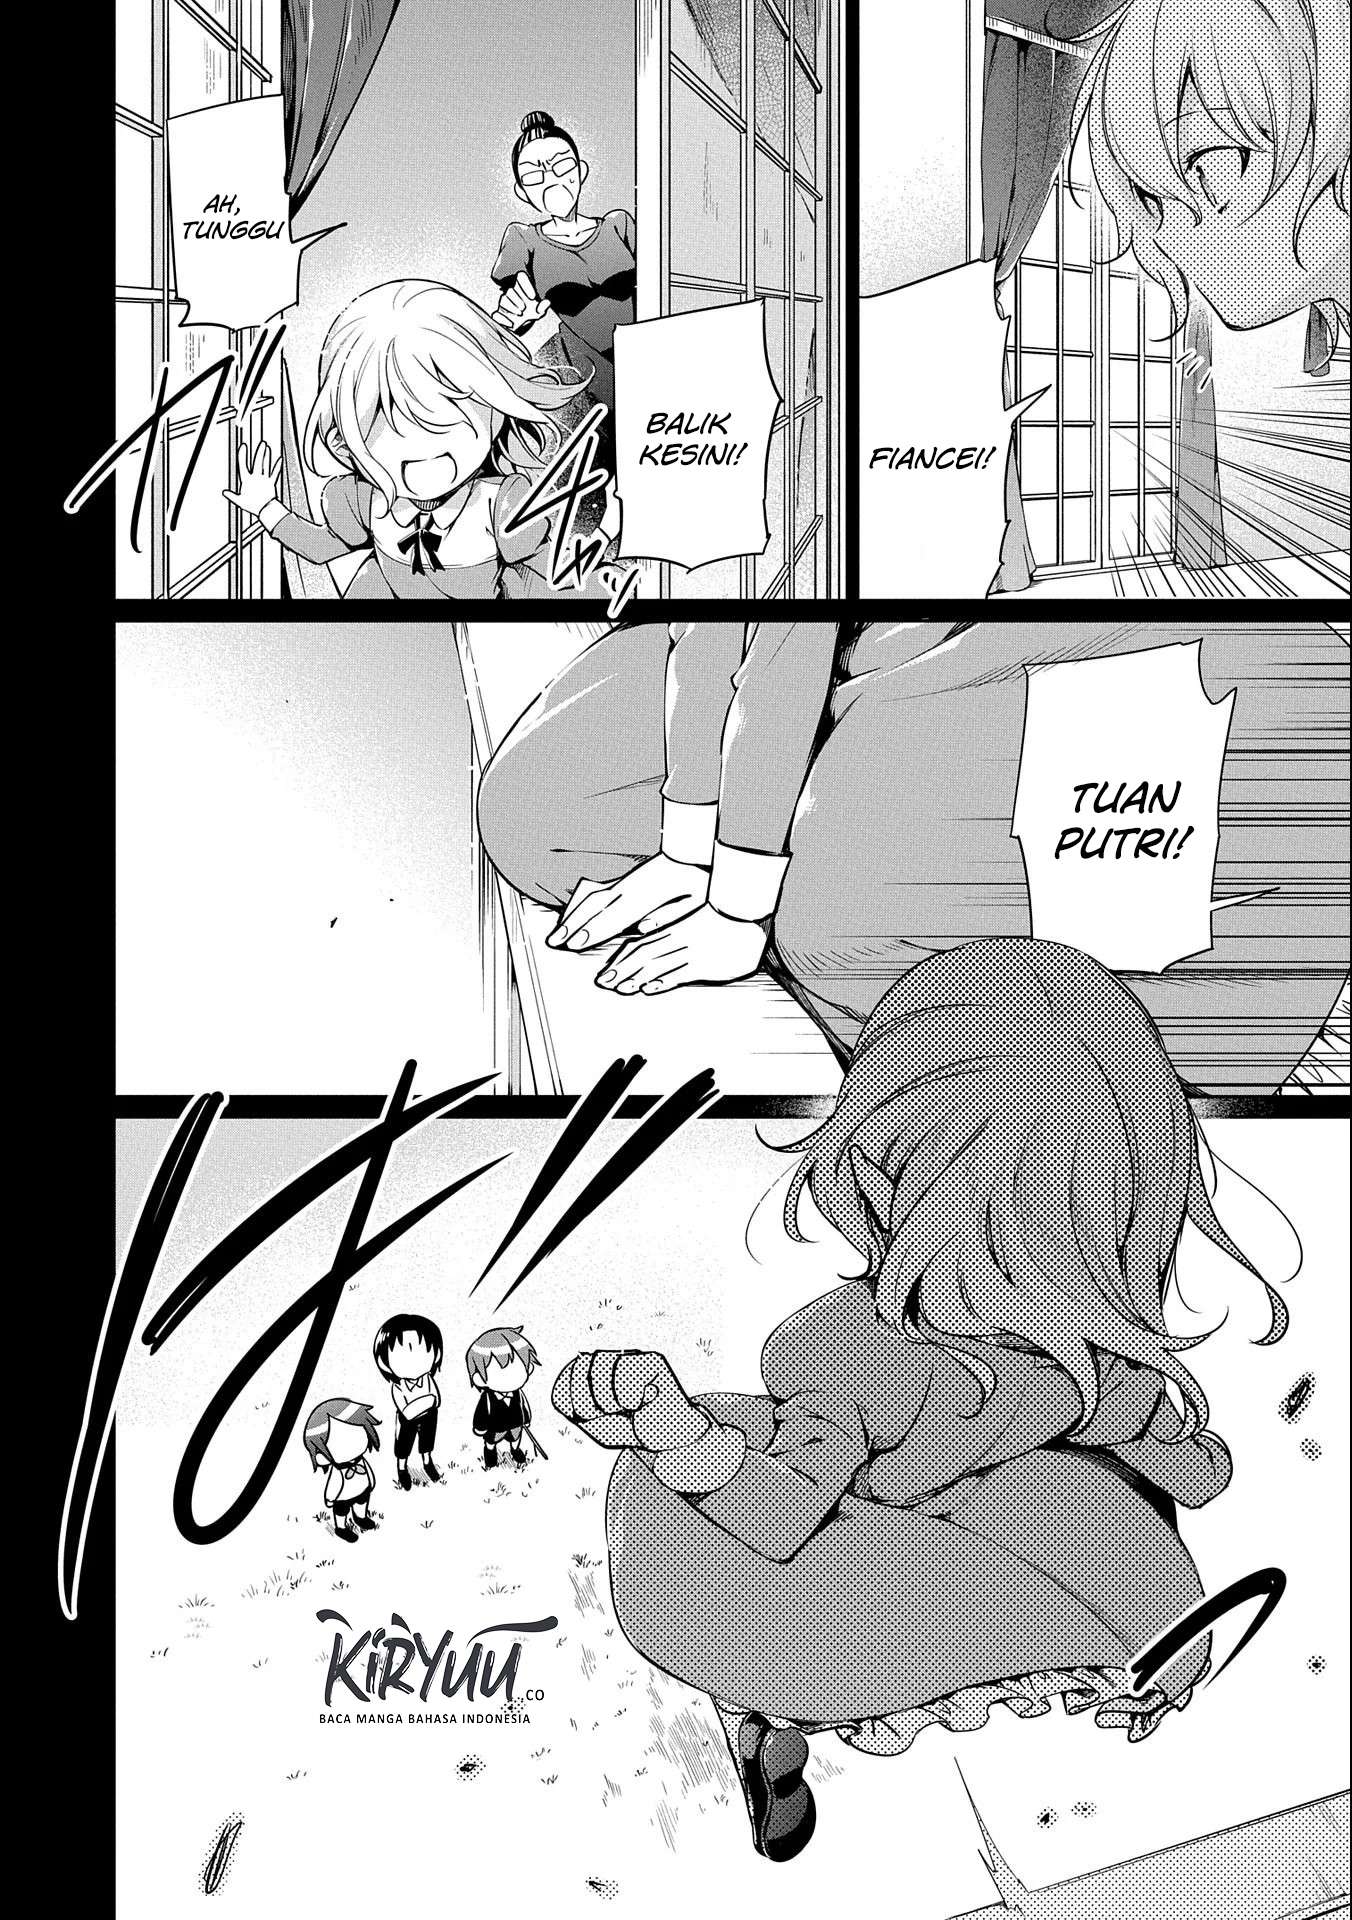 FIANCEI!
BALIK
KESINI!
AH,
TUNGGU
TUAN
PUTRI!
KIRYUU
.CO
BACA MANGA BAHASA INDONESIA